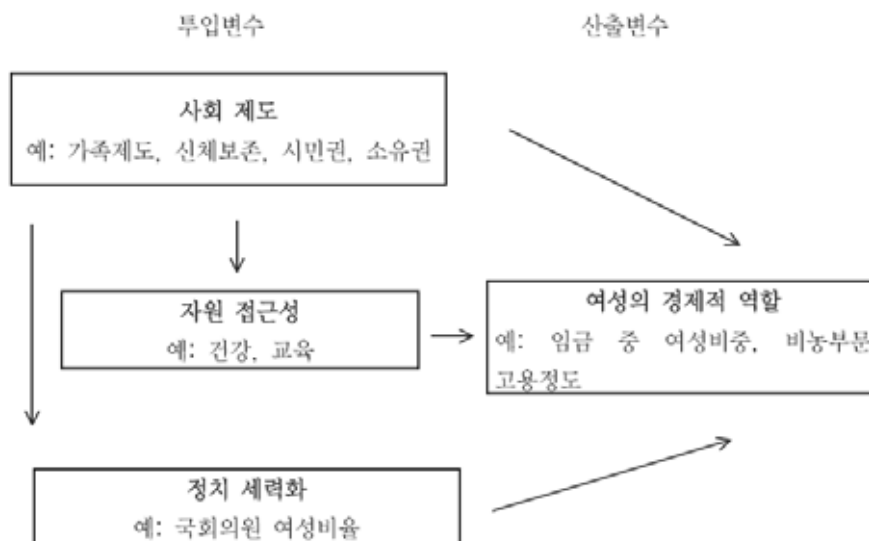 투입변수 산출변수
사회 제도
예: 가족제도, 신체보존, 시민권, 소유권
자원 접근성
예: 건강, 교육
여성의 경제적 역할
예: 임금 중 여성비중, 비농부문
고용정도
정치 세력화
예: 국회의원 여성비율